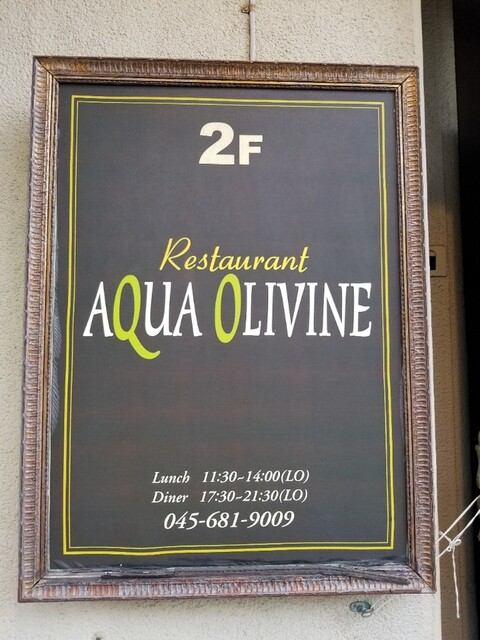 2F
Restaurant
AQUA OLIVINE
Lunch 11:30~14:00(LO)
Diner 17:30~21:30(LO)
045-681-9009